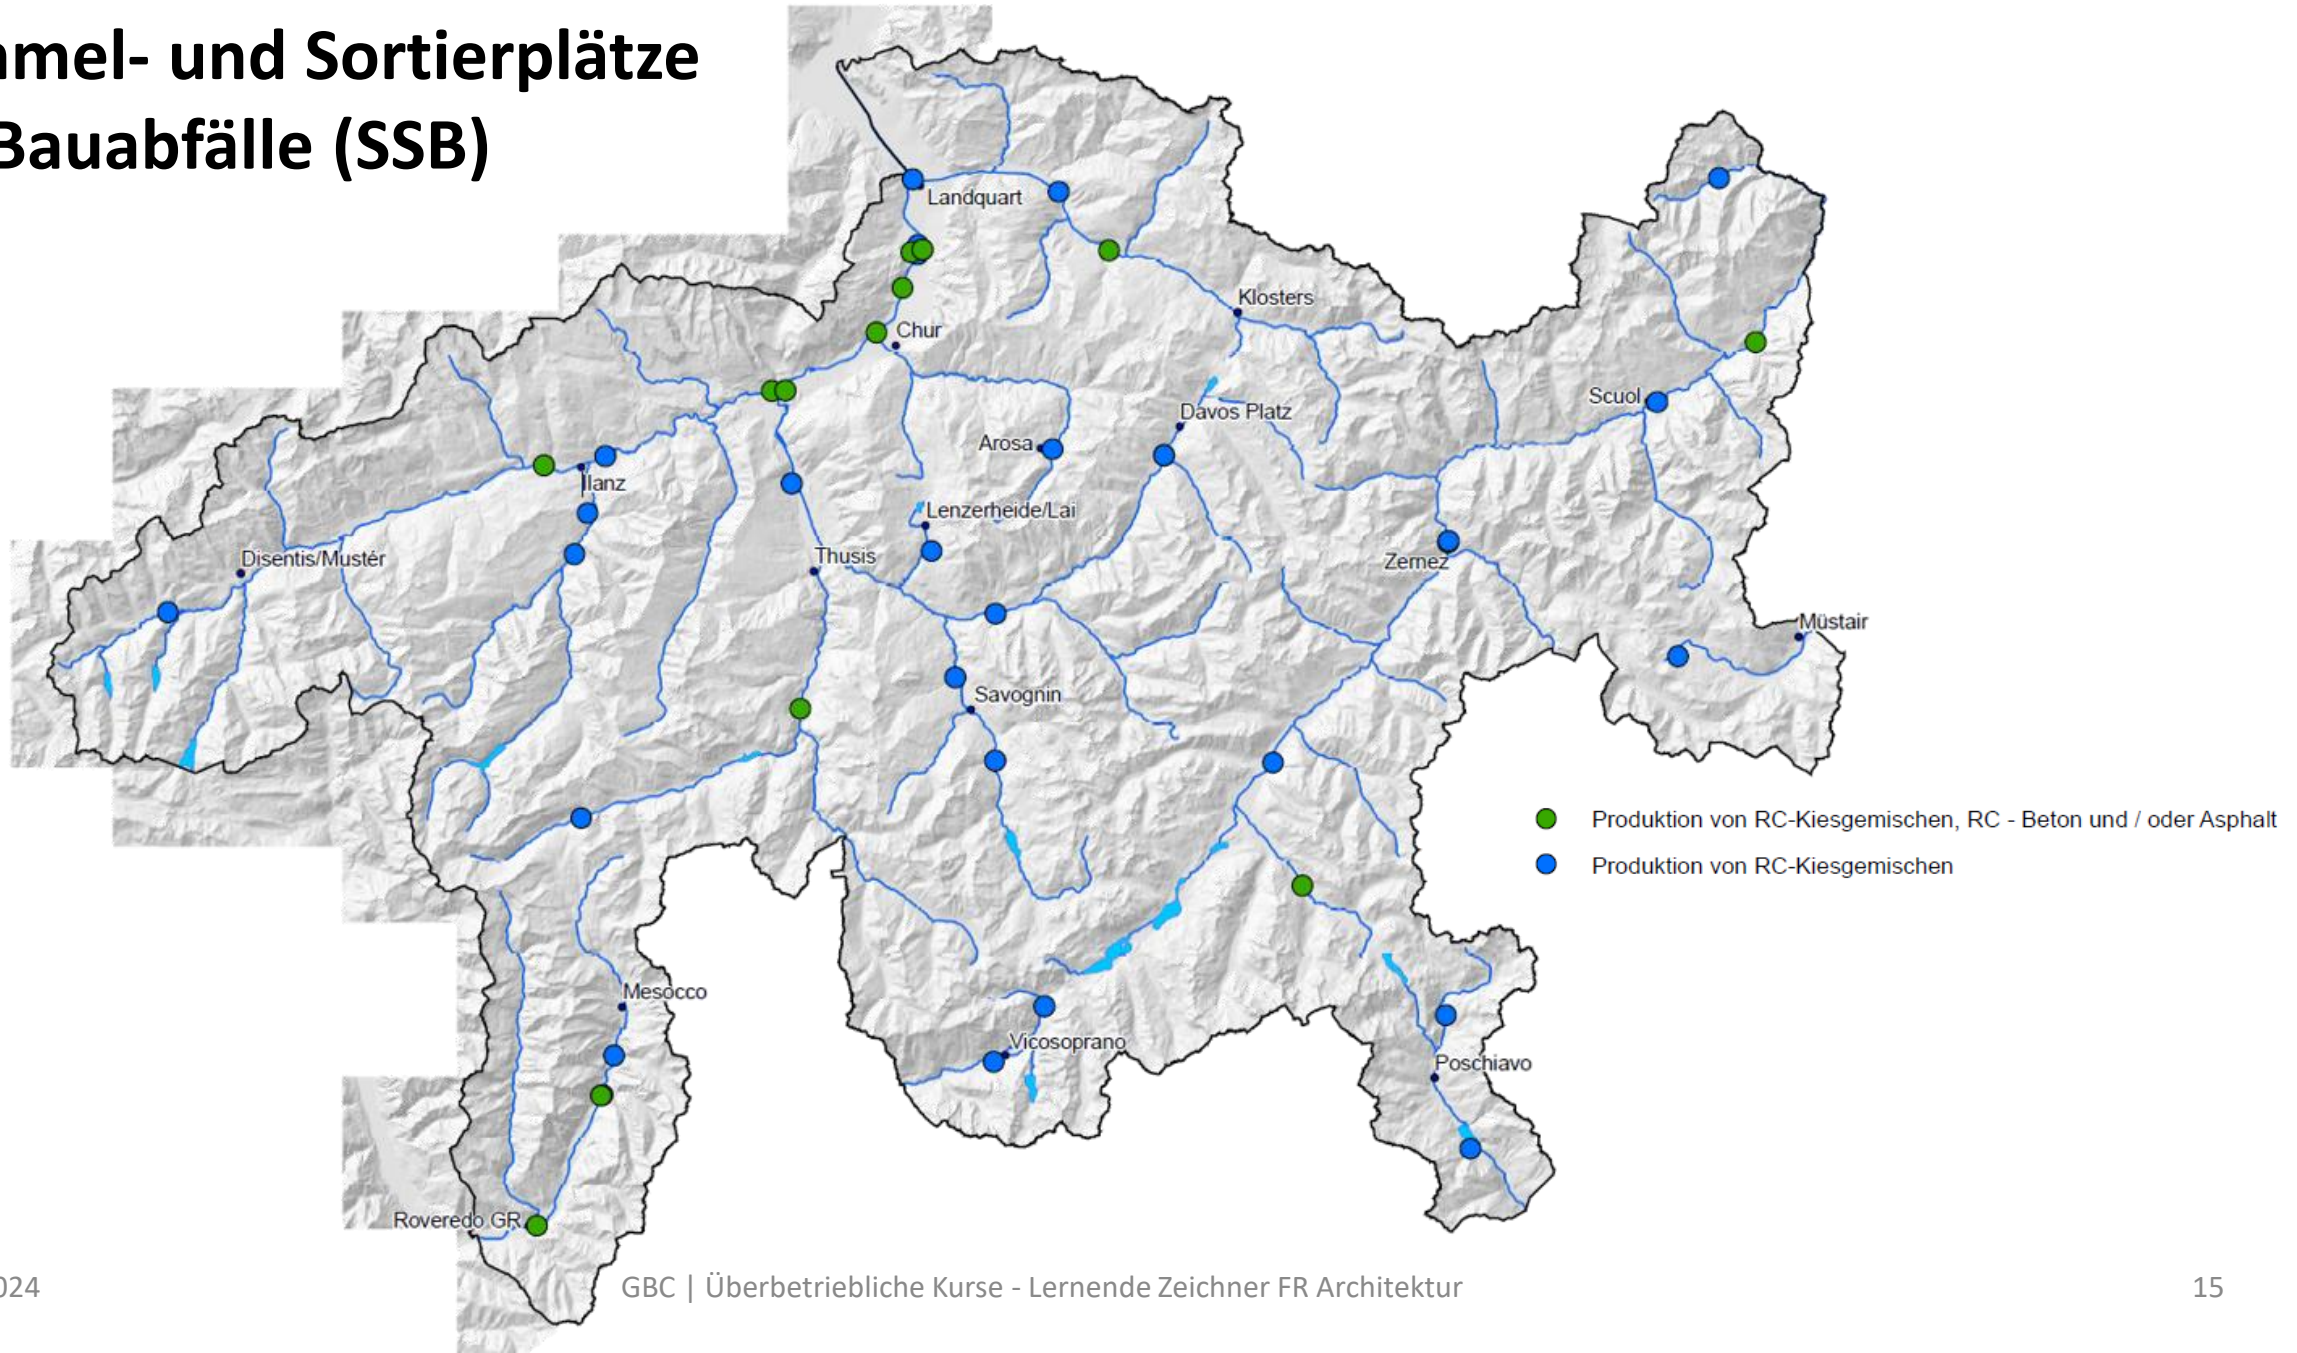 mel- und Sortierplätze
Bauabfälle (SSB)
Landquart
Klosters
Chur
Scuol
Davos Platz
Arosa
Ilanz
Lenzerheide/Lai
Disentis/Mustér
Thusis
Zernez
Müstair
Savognin
Produktion von RC-Kiesgemischen, RC - Beton und / oder Asphalt
Produktion von RC-Kiesgemischen
Mesocco
Vicosoprano
Poschiavo
Roveredo GR
024
GBC | Überbetriebliche Kurse - Lernende Zeichner FR Architektur
15